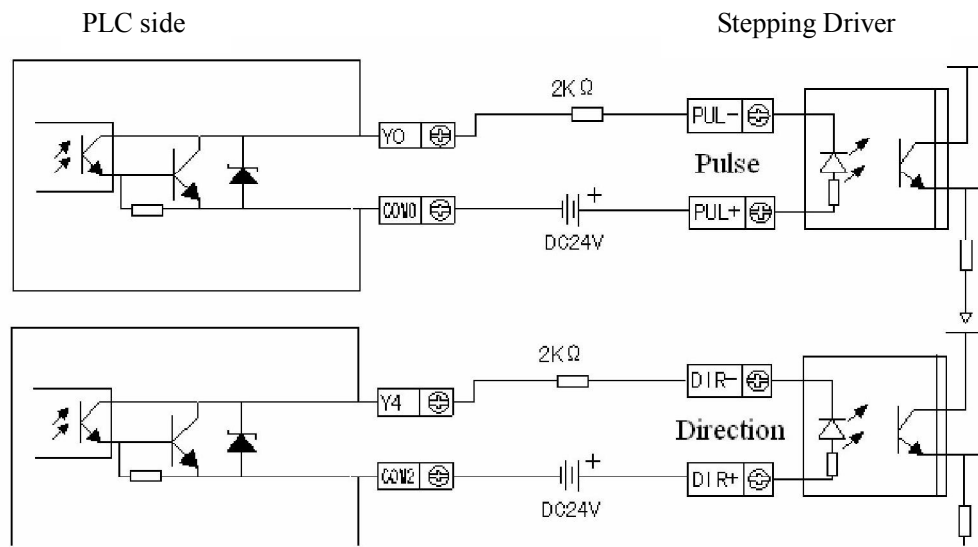 PLC side
Stepping Driver
2KΩ
Y0
PUL-
Pulse
COM0
DC24V
PUL+
2KΩ
Y4
DIR-
Direction
COM2
DC24V
DIR+